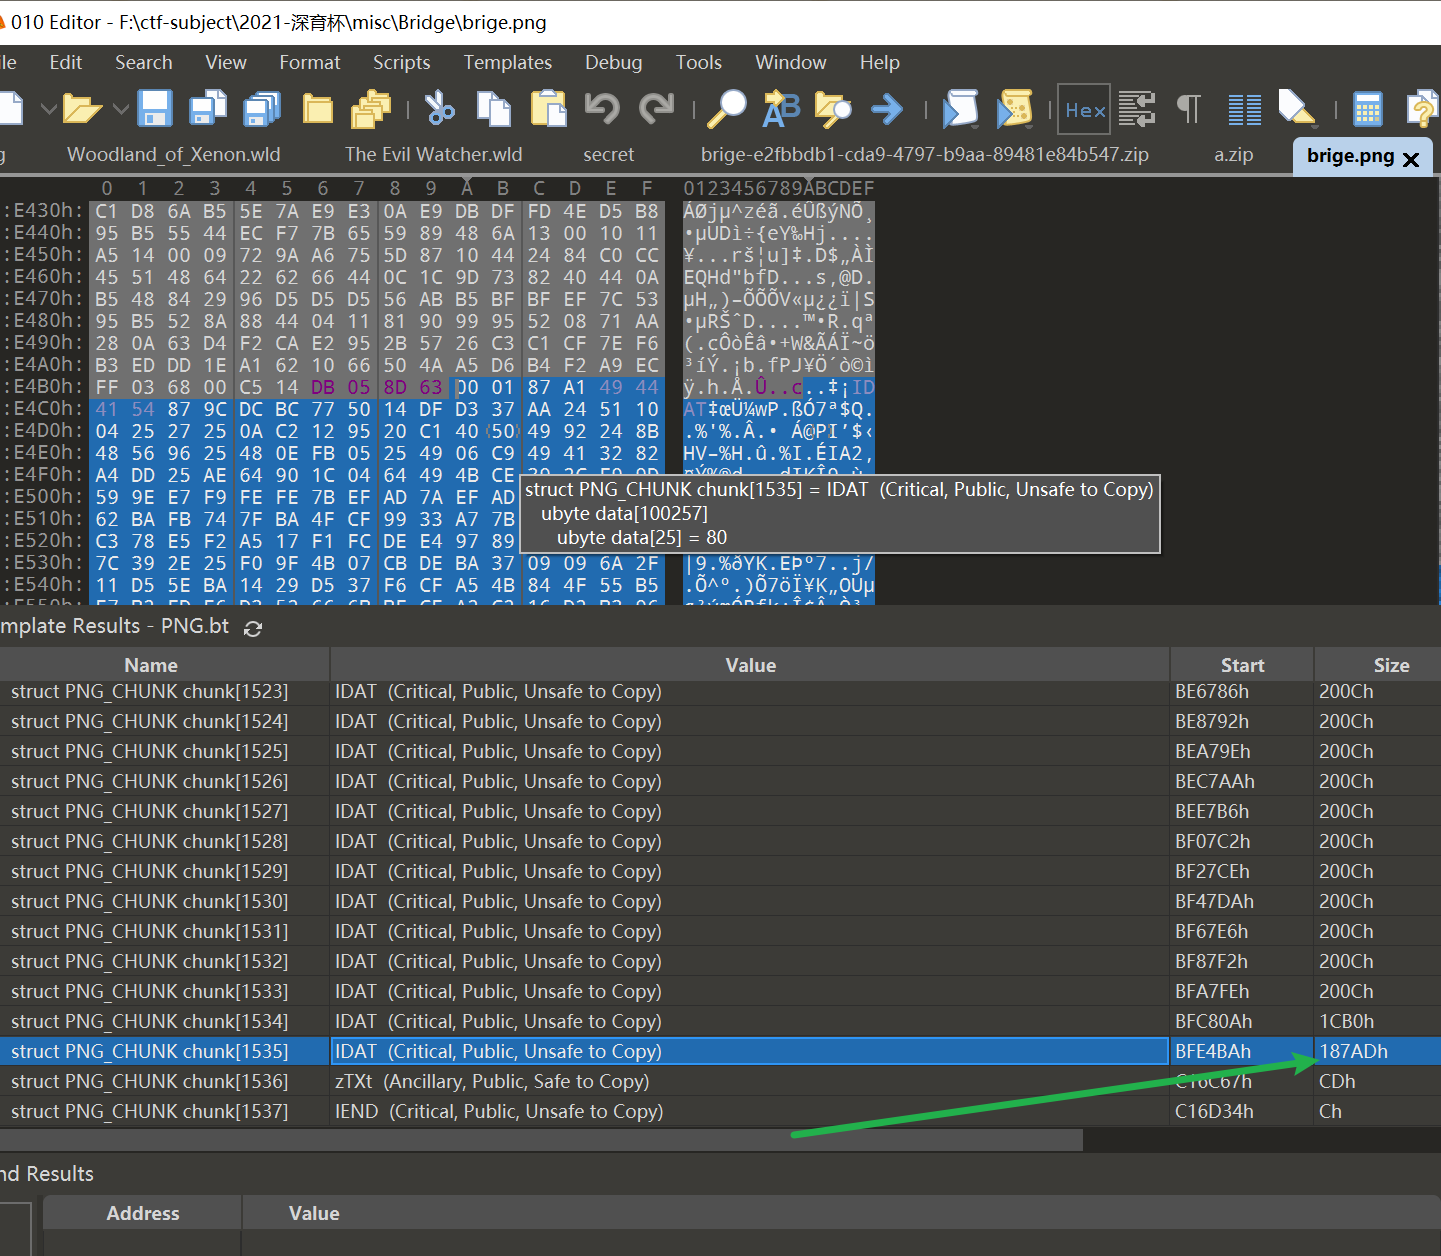 010 Editor - F:\ctf-subject\2021-深育杯\misc\Bridge\brige.png
Edit Search View Format Scripts Templates Debug Tools Window Help
Hex
Woodland_of_Xenon.wld The Evil Watcher.wld secret brige-e2fbbdb1-cda9-4797-b9aa-89481e84b547.zip a.zip brige.png
0 1 2 3 4 5 6 7 8 9 A B C D E F 0123456789ABCDEF
:E430h: C1 D8 6A B5 5E 7A E9 E3 0A E9 DB DF FD 4E D5 B8 ÁØjµ^zéã.éÛßýNÕ¸
:E440h: 95 B5 55 44 EC F7 7B 65 59 89 48 6A 13 00 10 11 •µUDì÷{eY‰Hj....
:E450h: A5 14 00 09 72 9A A6 75 5D 87 10 44 24 84 C0 CC ¥...rš¦u]‡.D$„ÀÌ
:E460h: 45 51 48 64 22 62 66 44 0C 1C 9D 73 82 40 44 0A EQHd"bfD...s‚@D.
:E470h: B5 48 84 29 96 D5 D5 D5 56 AB B5 BF BF EF 7C 53 µH„)–ÕÕÕV«µ¿¿ï|S
:E480h: 95 B5 52 8A 88 44 04 11 81 90 99 95 52 08 71 AA •µRŠˆD....™•R.qª
:E490h: 28 0A 63 D4 F2 CA E2 95 2B 57 26 C3 C1 CF 7E F6 (.cÔòÊâ•+W&ÃÁÏ~ö
:E4A0h: B3 ED DD 1E A1 62 10 66 50 4A A5 D6 B4 F2 A9 EC ³íÝ.¡b.fPJ¥Ö´ò©ì
:E4B0h: FF 03 68 00 C5 14 DB 05 8D 63 00 01 87 A1 49 44 ÿ.h.Å.Û..c..‡¡ID
:E4C0h: 41 54 87 9C DC BC 77 50 14 DF D3 37 AA 24 51 10 AT‡œÜ¼wP.ßÓ7ª$Q.
:E4D0h: 04 25 27 25 0A C2 12 95 20 C1 40 50 49 92 24 8B .%'%.Â.• Á@PI’$‹
:E4E0h: 48 56 96 25 48 0E FB 05 25 49 06 C9 49 41 32 82 HV–%H.û.%I.ÉIA2‚
:E4F0h: A4 DD 25 AE 64 90 1C 04 64 49 4B CE
:E500h: 59 9E E7 F9 FE FE 7B EF AD 7A EF AD
:E510h: 62 BA FB 74 7F BA 4F CF 99 33 A7 7B
:E520h: C3 78 E5 F2 A5 17 F1 FC DE E4 97 89
:E530h: 7C 39 2E 25 F0 9F 4B 07 CB DE BA 37 09 09 6A 2F |9.%ðŸK.ËÞº7..j/
:E540h: 11 D5 5E BA 14 29 D5 37 F6 CF A5 4B 84 4F 55 B5 .Õ^º.)Õ7öÏ¥K„OUµ
struct PNG_CHUNK chunk[1535] = IDAT (Critical, Public, Unsafe to Copy)
ubyte data[100257]
ubyte data[25] = 80
mplate Results - PNG.bt
Name Value Start Size
struct PNG_CHUNK chunk[1523] IDAT (Critical, Public, Unsafe to Copy) BE6786h 200Ch
struct PNG_CHUNK chunk[1524] IDAT (Critical, Public, Unsafe to Copy) BE8792h 200Ch
struct PNG_CHUNK chunk[1525] IDAT (Critical, Public, Unsafe to Copy) BEA79Eh 200Ch
struct PNG_CHUNK chunk[1526] IDAT (Critical, Public, Unsafe to Copy) BEC7AAh 200Ch
struct PNG_CHUNK chunk[1527] IDAT (Critical, Public, Unsafe to Copy) BEE7B6h 200Ch
struct PNG_CHUNK chunk[1528] IDAT (Critical, Public, Unsafe to Copy) BF07C2h 200Ch
struct PNG_CHUNK chunk[1529] IDAT (Critical, Public, Unsafe to Copy) BF27CEh 200Ch
struct PNG_CHUNK chunk[1530] IDAT (Critical, Public, Unsafe to Copy) BF47DAh 200Ch
struct PNG_CHUNK chunk[1531] IDAT (Critical, Public, Unsafe to Copy) BF67E6h 200Ch
struct PNG_CHUNK chunk[1532] IDAT (Critical, Public, Unsafe to Copy) BF87F2h 200Ch
struct PNG_CHUNK chunk[1533] IDAT (Critical, Public, Unsafe to Copy) BFA7FEh 200Ch
struct PNG_CHUNK chunk[1534] IDAT (Critical, Public, Unsafe to Copy) BFC80Ah 1CB0h
struct PNG_CHUNK chunk[1535] IDAT (Critical, Public, Unsafe to Copy) BFE4BAh 187ADh
struct PNG_CHUNK chunk[1536] zTXt (Ancillary, Public, Safe to Copy) C16C67h CDh
struct PNG_CHUNK chunk[1537] IEND (Critical, Public, Unsafe to Copy) C16D34h Ch
nd Results
Address Value